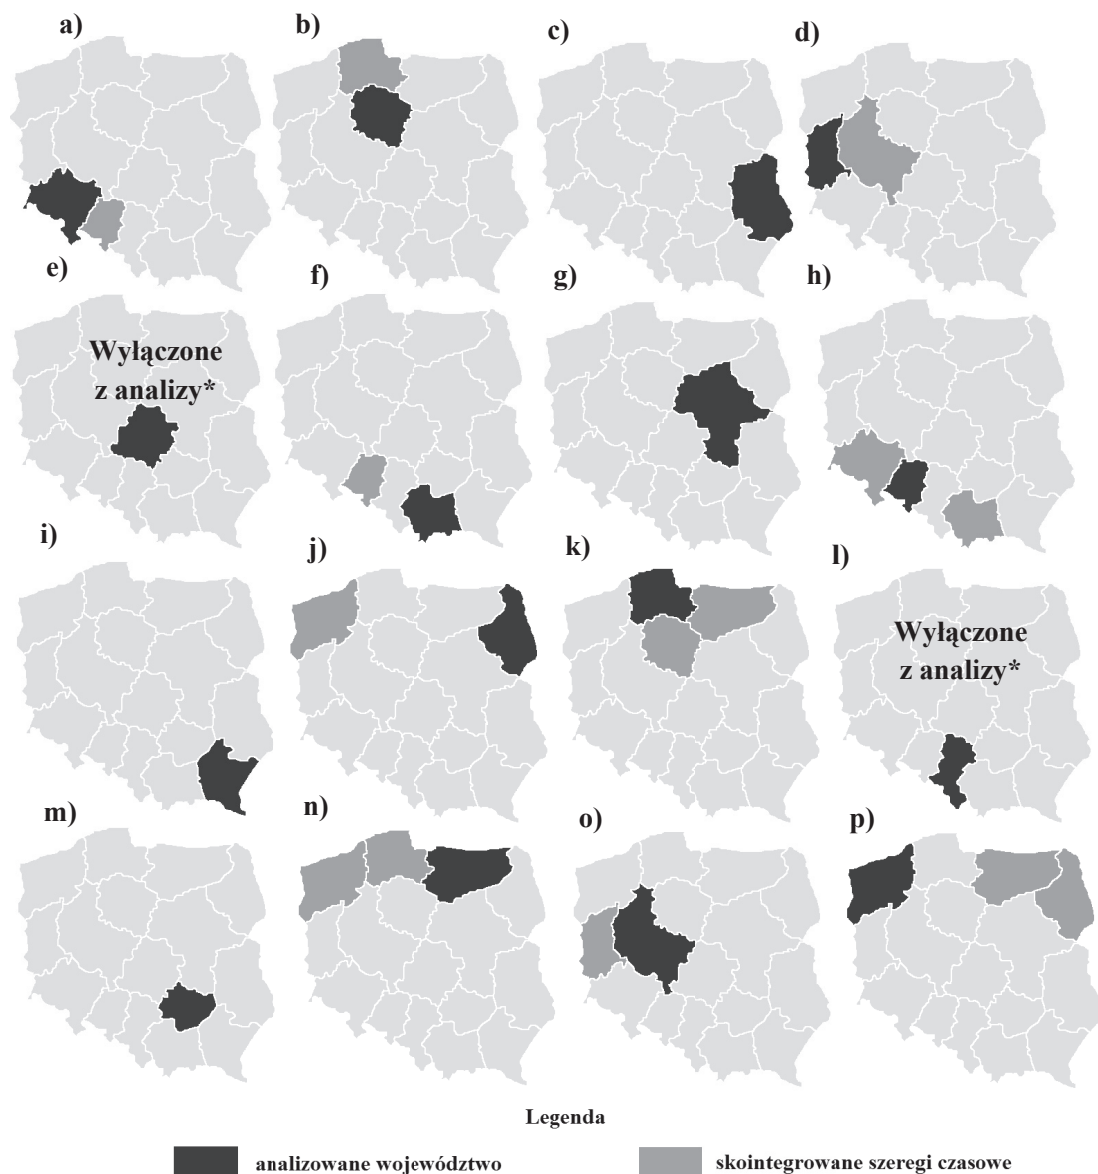 a)
b)
c)
d)
e)
f)
g)
h)
Wyłączone
z analizy*
i)
j)
k)
l)
Wyłączone
z analizy*
m)
n)
o)
p)
Legenda
analizowane województwo
skointegrowane szeregi czasowe